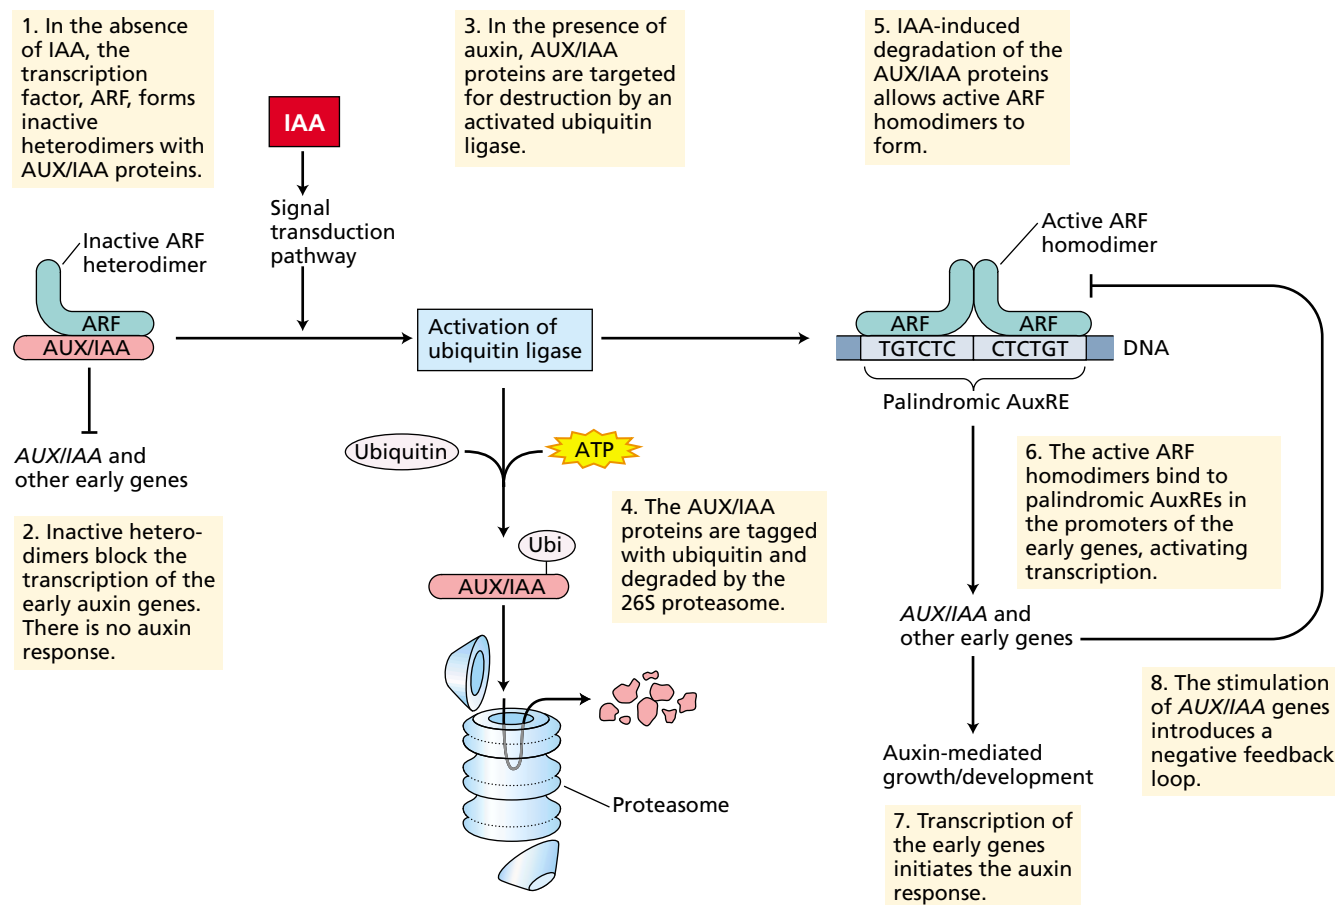 1. In the absence
of IAA, the
transcription
factor, ARF, forms
inactive
heterodimers with
AUX/IAA proteins.
IAA
Signal
transduction
pathway
3. In the presence of
auxin, AUX/IAA
proteins are targeted
for destruction by an
activated ubiquitin
ligase.
5. IAA-induced
degradation of the
AUX/IAA proteins
allows active ARF
homodimers to
form.
Inactive ARF
heterodimer
ARF
AUX/IAA
AUX/IAA and
other early genes
2. Inactive hetero-
dimers block the
transcription of the
early auxin genes.
There is no auxin
response.
Activation of
ubiquitin ligase
Ubiquitin
ATP
Ubi
AUX/IAA
4. The AUX/IAA
proteins are tagged
with ubiquitin and
degraded by the
26S proteasome.
Proteasome
Active ARF
homodimer
ARF
ARF
TGTCTC
CTCTGT
DNA
Palindromic AuxRE
6. The active ARF
homodimers bind to
palindromic AuxREs in
the promoters of the
early genes, activating
transcription.
AUX/IAA and
other early genes
8. The stimulation
of AUX/IAA genes
introduces a
negative feedback
loop.
Auxin-mediated
growth/development
7. Transcription of
the early genes
initiates the auxin
response.